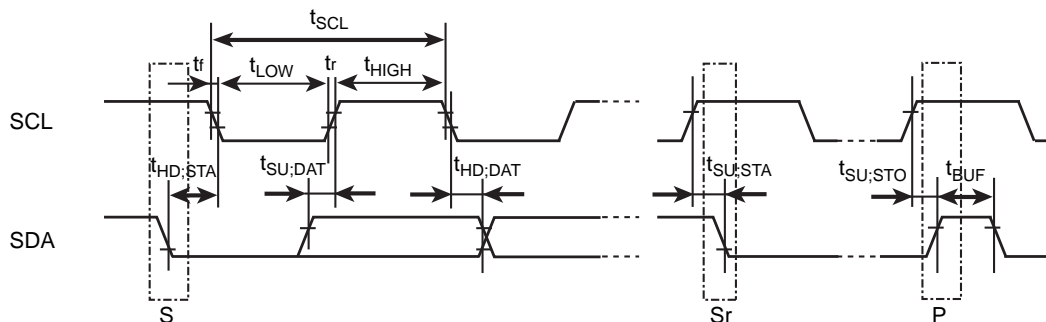 tSCL
tf tLOW tr tHIGH
SCL
tHD;STA tSU;DAT tHD;DAT tSU;STA tSU;STO tBUF
SDA
S Sr P